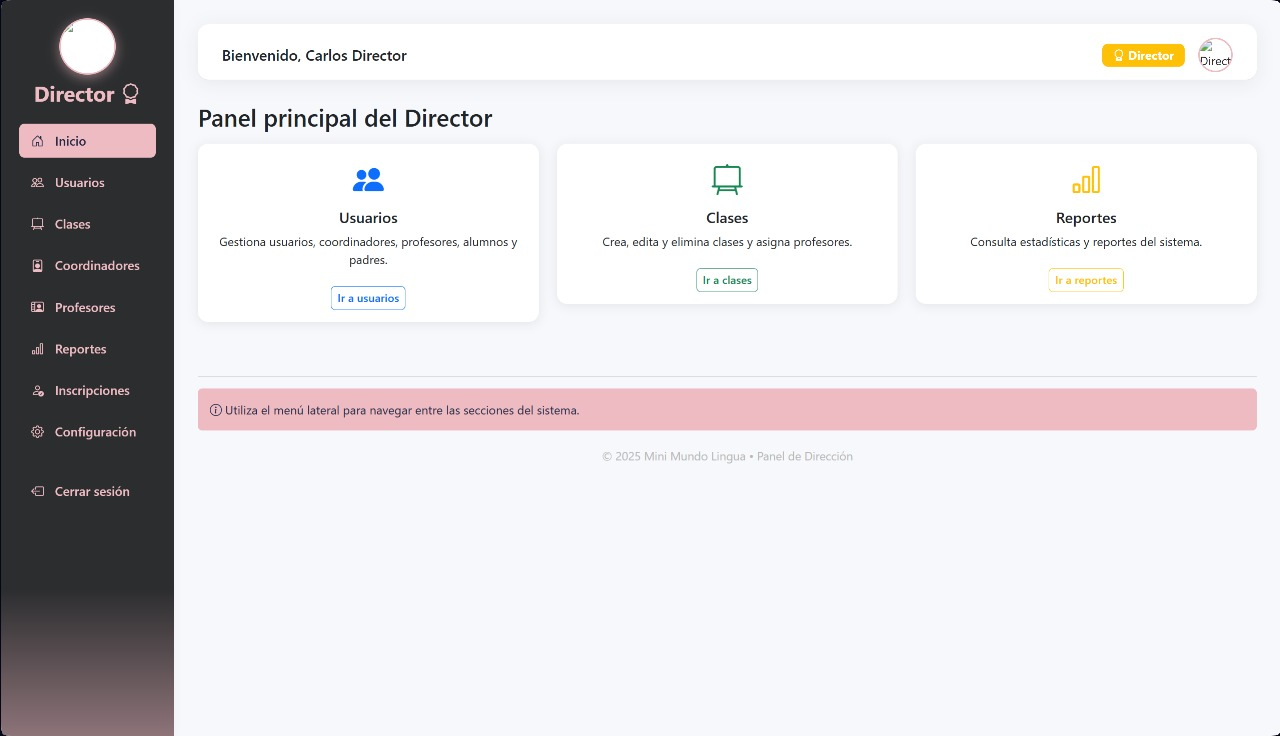 Director
Inicio
Usuarios
Clases
Coordinadores
Profesores
Reportes
Inscripciones
Configuración
Cerrar sesión
Bienvenido, Carlos Director
Director
Direct
Panel principal del Director
Usuarios
Gestiona usuarios, coordinadores, profesores, alumnos y
padres.
Ir a usuarios
Clases
Crea, edita y elimina clases y asigna profesores.
Ir a clases
Reportes
Consulta estadísticas y reportes del sistema.
Ir a reportes
Utiliza el menú lateral para navegar entre las secciones del sistema.
© 2025 Mini Mundo Lingua • Panel de Dirección